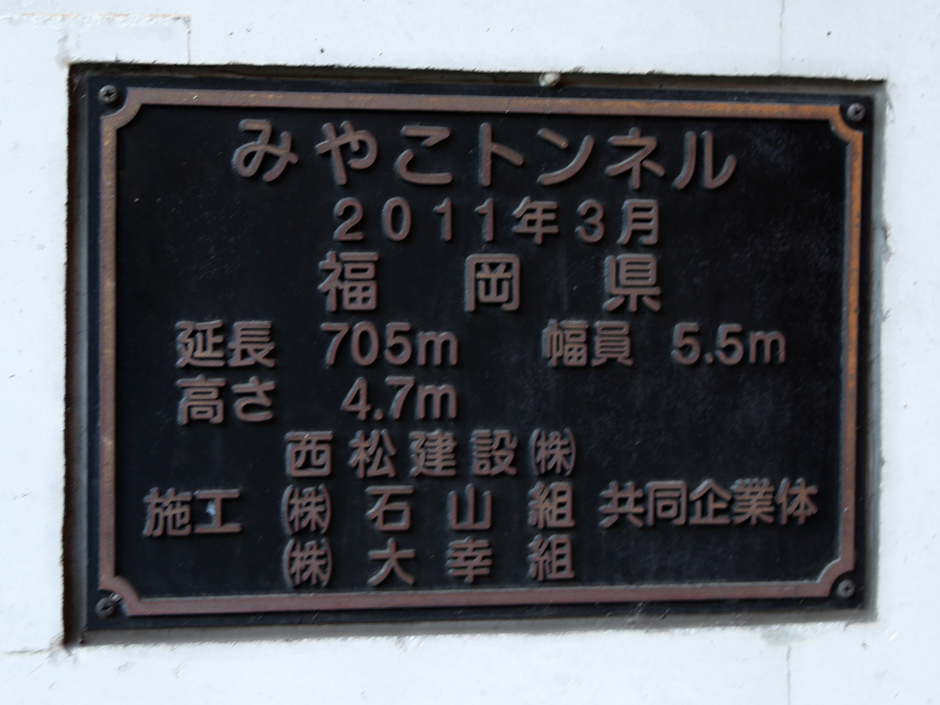 みやこトンネル
2011年3月
福岡県
延長 705m 幅員 5.5m
高さ 4.7m
西松建設㈱
施工 ㈱石山組 共同企業体
㈱大幸組